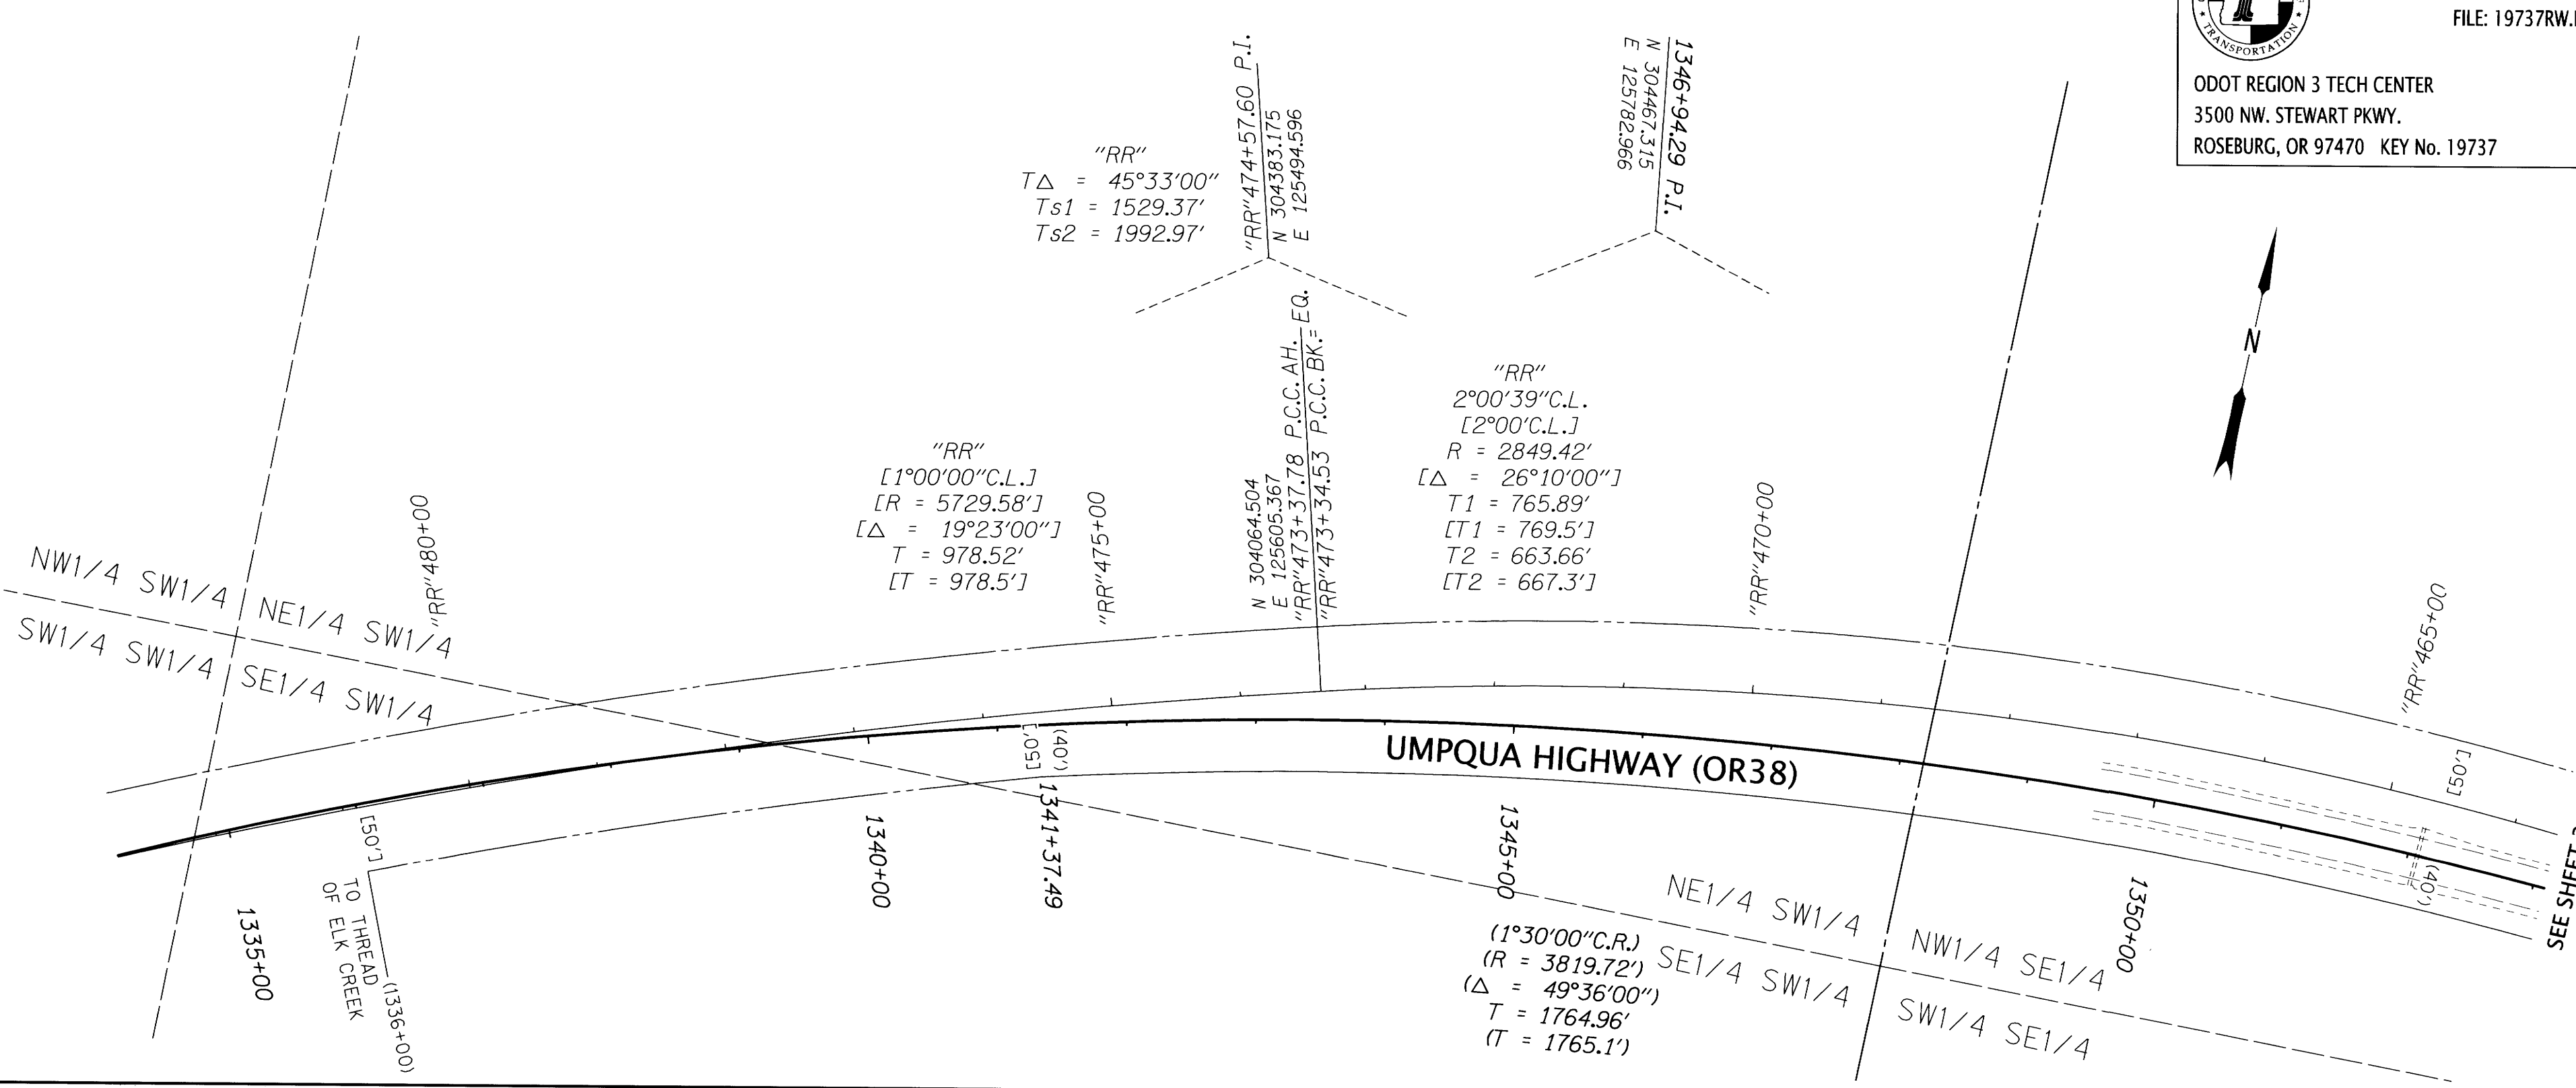 TRANSPORTATION
FILE: 19737RW.
ODOT REGION 3 TECH CENTER
3500 NW. STEWART PKWY.
ROSEBURG, OR 97470 KEY No. 19737
"RR"
T△ = 45°33'00"
Ts1 = 1529.37'
Ts2 = 1992.97'
"RR"474+57.60 P.I.
N 304383.175
E 125494.596
1346+94.29 P.I.
N 304467.315
E 125782.966
N
"RR"
[1°00'00"C.L.]
[R = 5729.58']
[△ = 19°23'00"]
T = 978.52'
[T = 978.5']
N 304064.504
E 125605.367
"RR"473+37.78 P.C.C. AH. EQ.
"RR"473+34.53 P.C.C. BK.=
"RR"
2°00'39"C.L.
[2°00'C.L.]
R = 2849.42'
[△ = 26°10'00"]
T1 = 765.89'
[T1 = 769.5']
T2 = 663.66'
[T2 = 667.3']
"RR"480+00
"RR"475+00
"RR"470+00
"RR"465+00
NW1/4 SW1/4
NE1/4 SW1/4
SW1/4 SW1/4
SE1/4 SW1/4
UMPQUA HIGHWAY (OR38)
[50']
(40')
[50']
[50']
(40')
1335+00
TO THREAD
OF ELK CREEK
(1336+00)
1340+00
1341+37.49
1345+00
1350+00
(1°30'00"C.R.)
(R = 3819.72')
(△ = 49°36'00")
T = 1764.96'
(T = 1765.1')
NE1/4 SW1/4
NW1/4 SE1/4
SE1/4 SW1/4
SW1/4 SE1/4
SEE SHEET